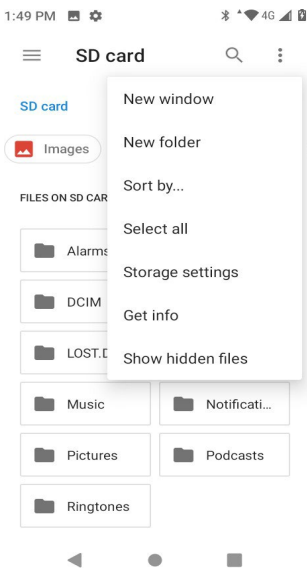 1:49 PM
4G
SD card
New window
SD card
New folder
Images
Sort by...
FILES ON SD CAR
Select all
Alarms
Storage settings
DCIM
Get info
LOST.D
Show hidden files
Music
Notificati...
Pictures
Podcasts
Ringtones